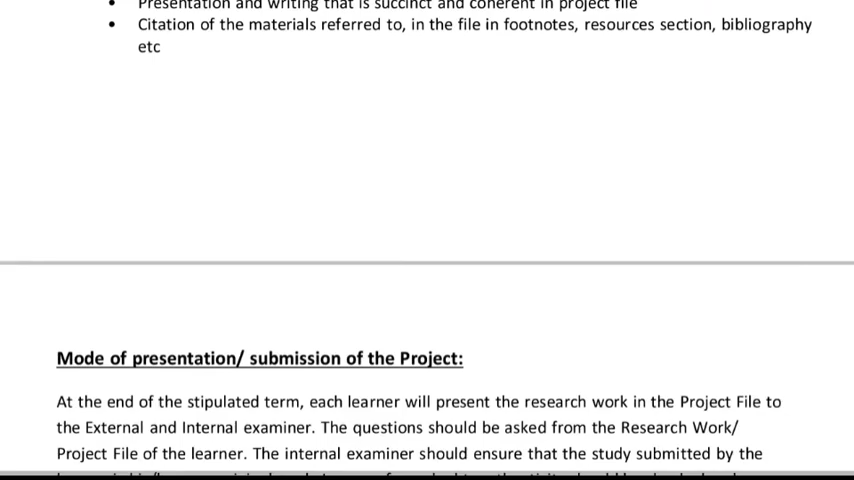 • Presentation and writing that is succinct and coherent in project file
• Citation of the materials referred to, in the file in footnotes, resources section, bibliography
etc
Mode of presentation/ submission of the Project:
At the end of the stipulated term, each learner will present the research work in the Project File to
the External and Internal examiner. The questions should be asked from the Research Work/
Project File of the learner. The internal examiner should ensure that the study submitted by the